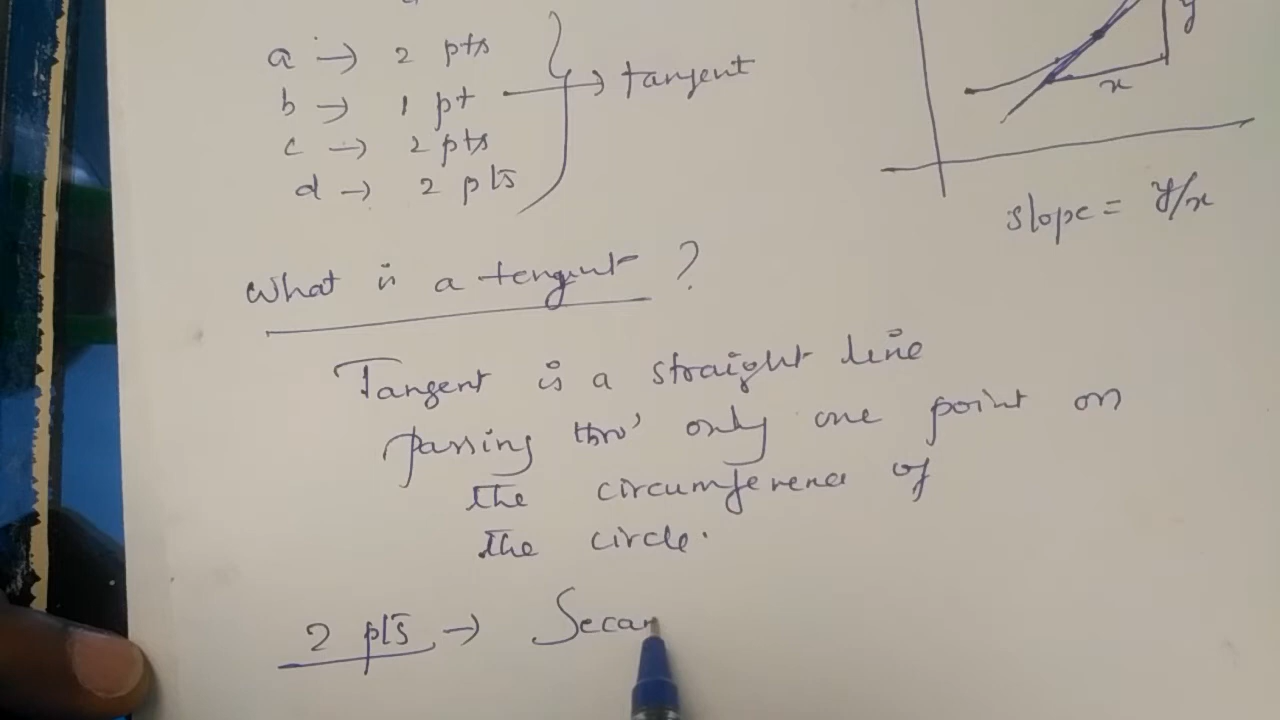 a → 2 pts
b → 1 pt → tangent
c → 2 pts
d → 2 pts
y
x
slope = y/x
What is a tangent ?
Tangent is a straight line
passing thro' only one point on
the circumference of
the circle.
2 pts → Secan